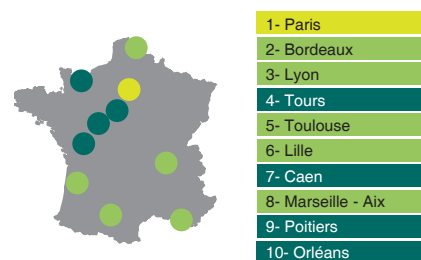 1- Paris
2- Bordeaux
3- Lyon
4- Tours
5- Toulouse
6- Lille
7- Caen
8- Marseille - Aix
9- Poitiers
10- Orléans